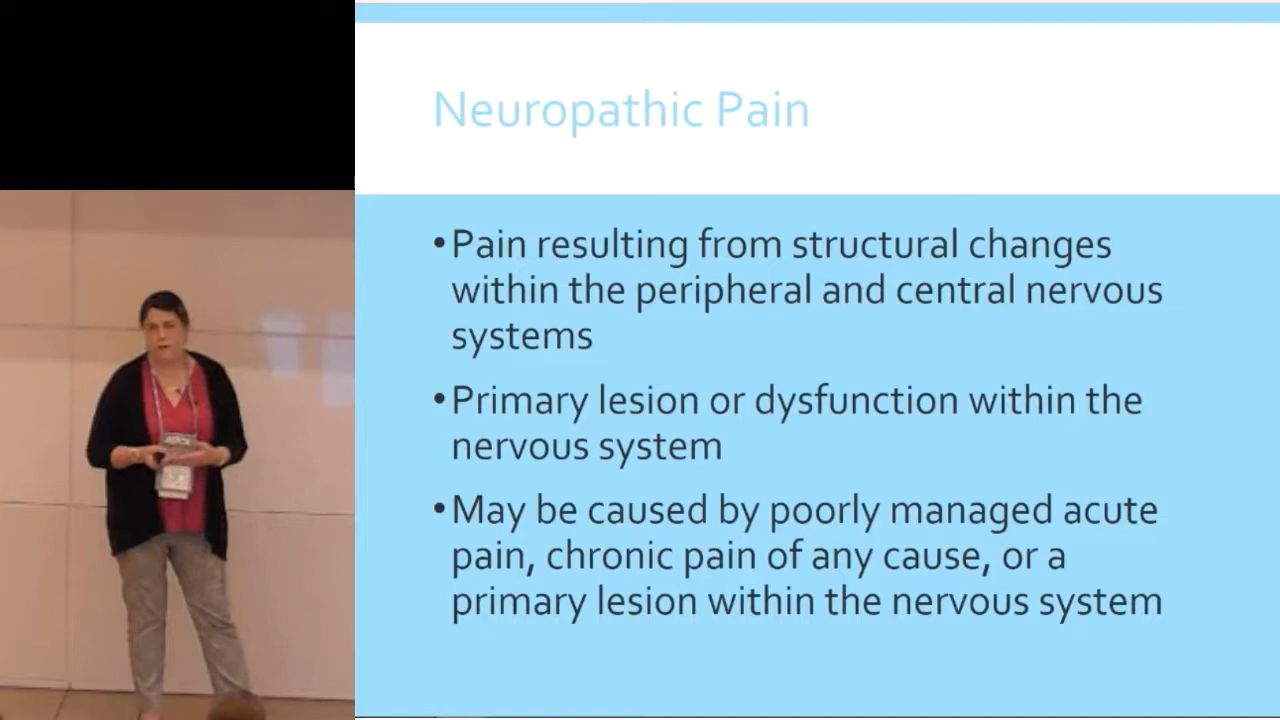 Neuropathic Pain
•Pain resulting from structural changes
within the peripheral and central nervous
systems
•Primary lesion or dysfunction within the
nervous system
•May be caused by poorly managed acute
pain, chronic pain of any cause, or a
primary lesion within the nervous system